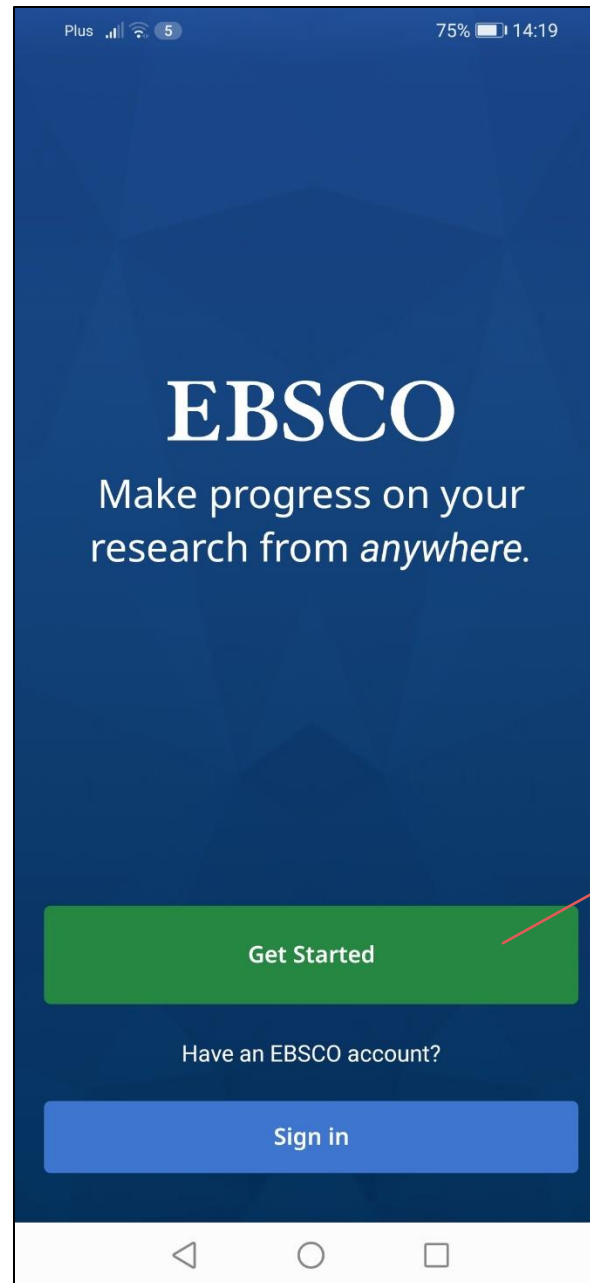 Plus 5 75% 14:19
EBSCO
Make progress on your
research from anywhere.
Get Started
Have an EBSCO account?
Sign in